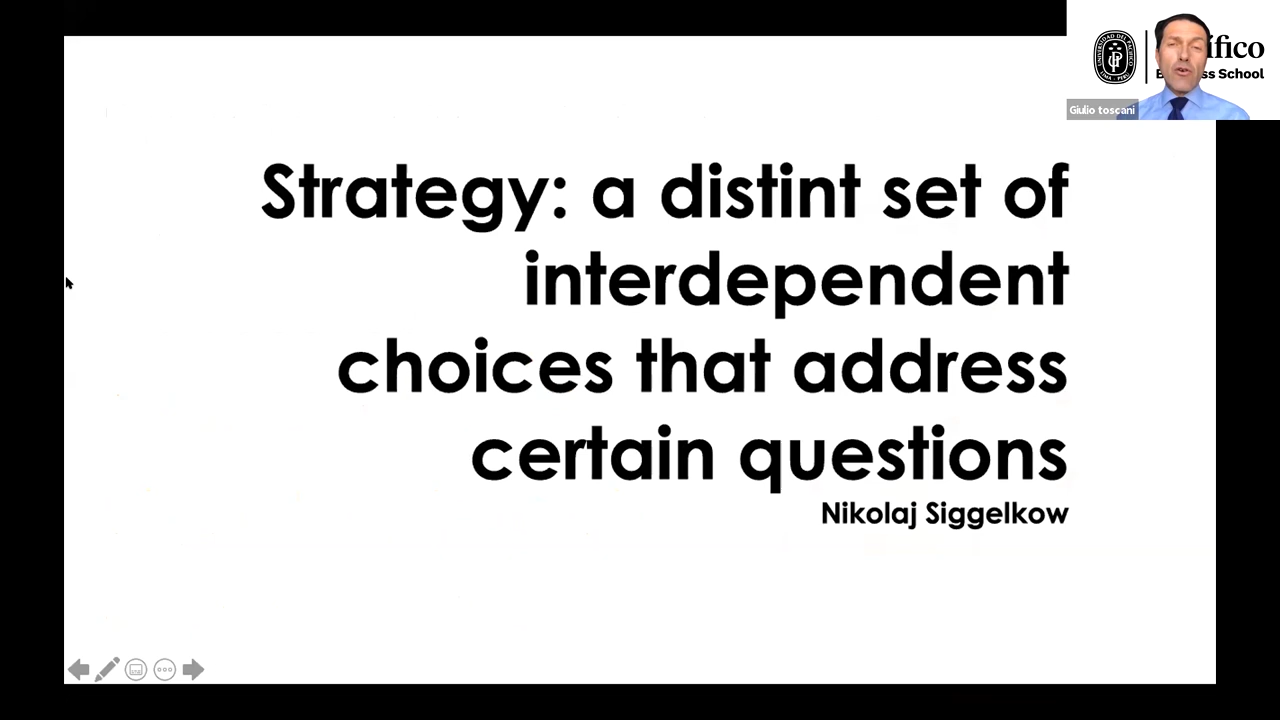 Strategy: a distint set of
interdependent
choices that address
certain questions
Nikolaj Siggelkow
Giulio toscani